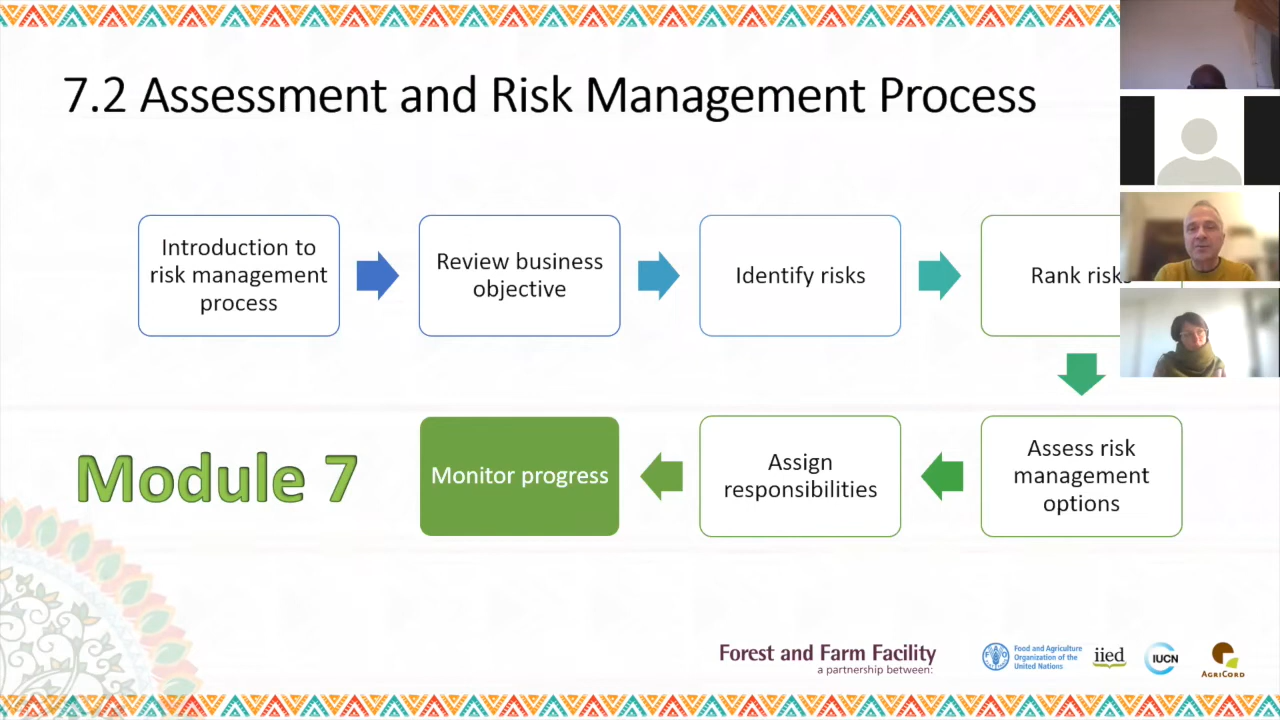 7.2 Assessment and Risk Management Process
Introduction to
risk management
process
Review business
objective
Identify risks
Rank risks
Assess risk
management
options
Assign
responsibilities
Monitor progress
Module 7
Forest and Farm Facility
a partnership between:
Food and Agriculture
Organization of the
United Nations
iied
IUCN
AGRICORD